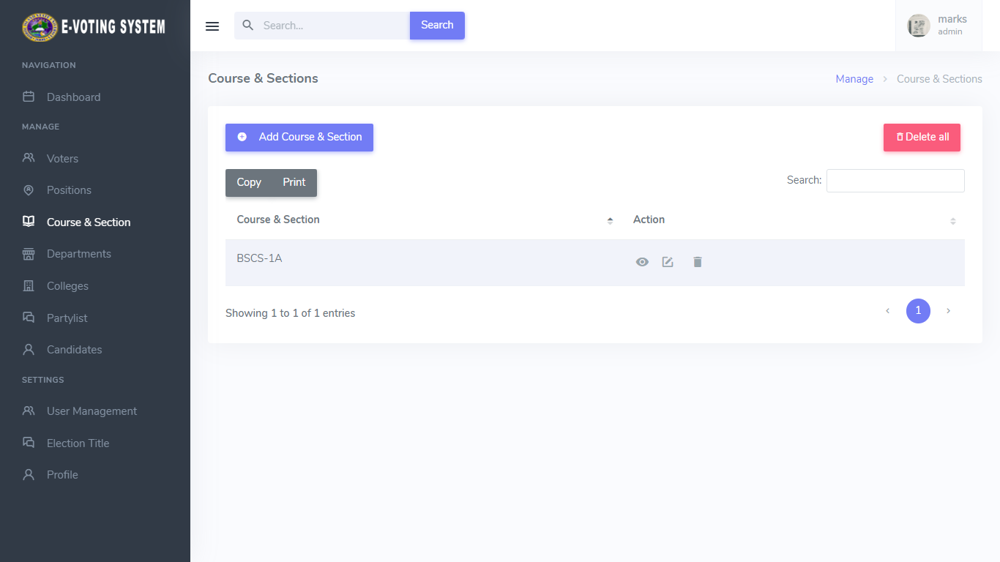 E-VOTING SYSTEM
NAVIGATION
Dashboard
MANAGE
Voters
Positions
Course & Section
Departments
Colleges
Partylist
Candidates
SETTINGS
User Management
Election Title
Profile
Search...
Search
marks
admin
Course & Sections
Manage > Course & Sections
Add Course & Section
Delete all
Copy Print
Search:
Course & Section Action
BSCS-1A
Showing 1 to 1 of 1 entries
‹ 1 ›